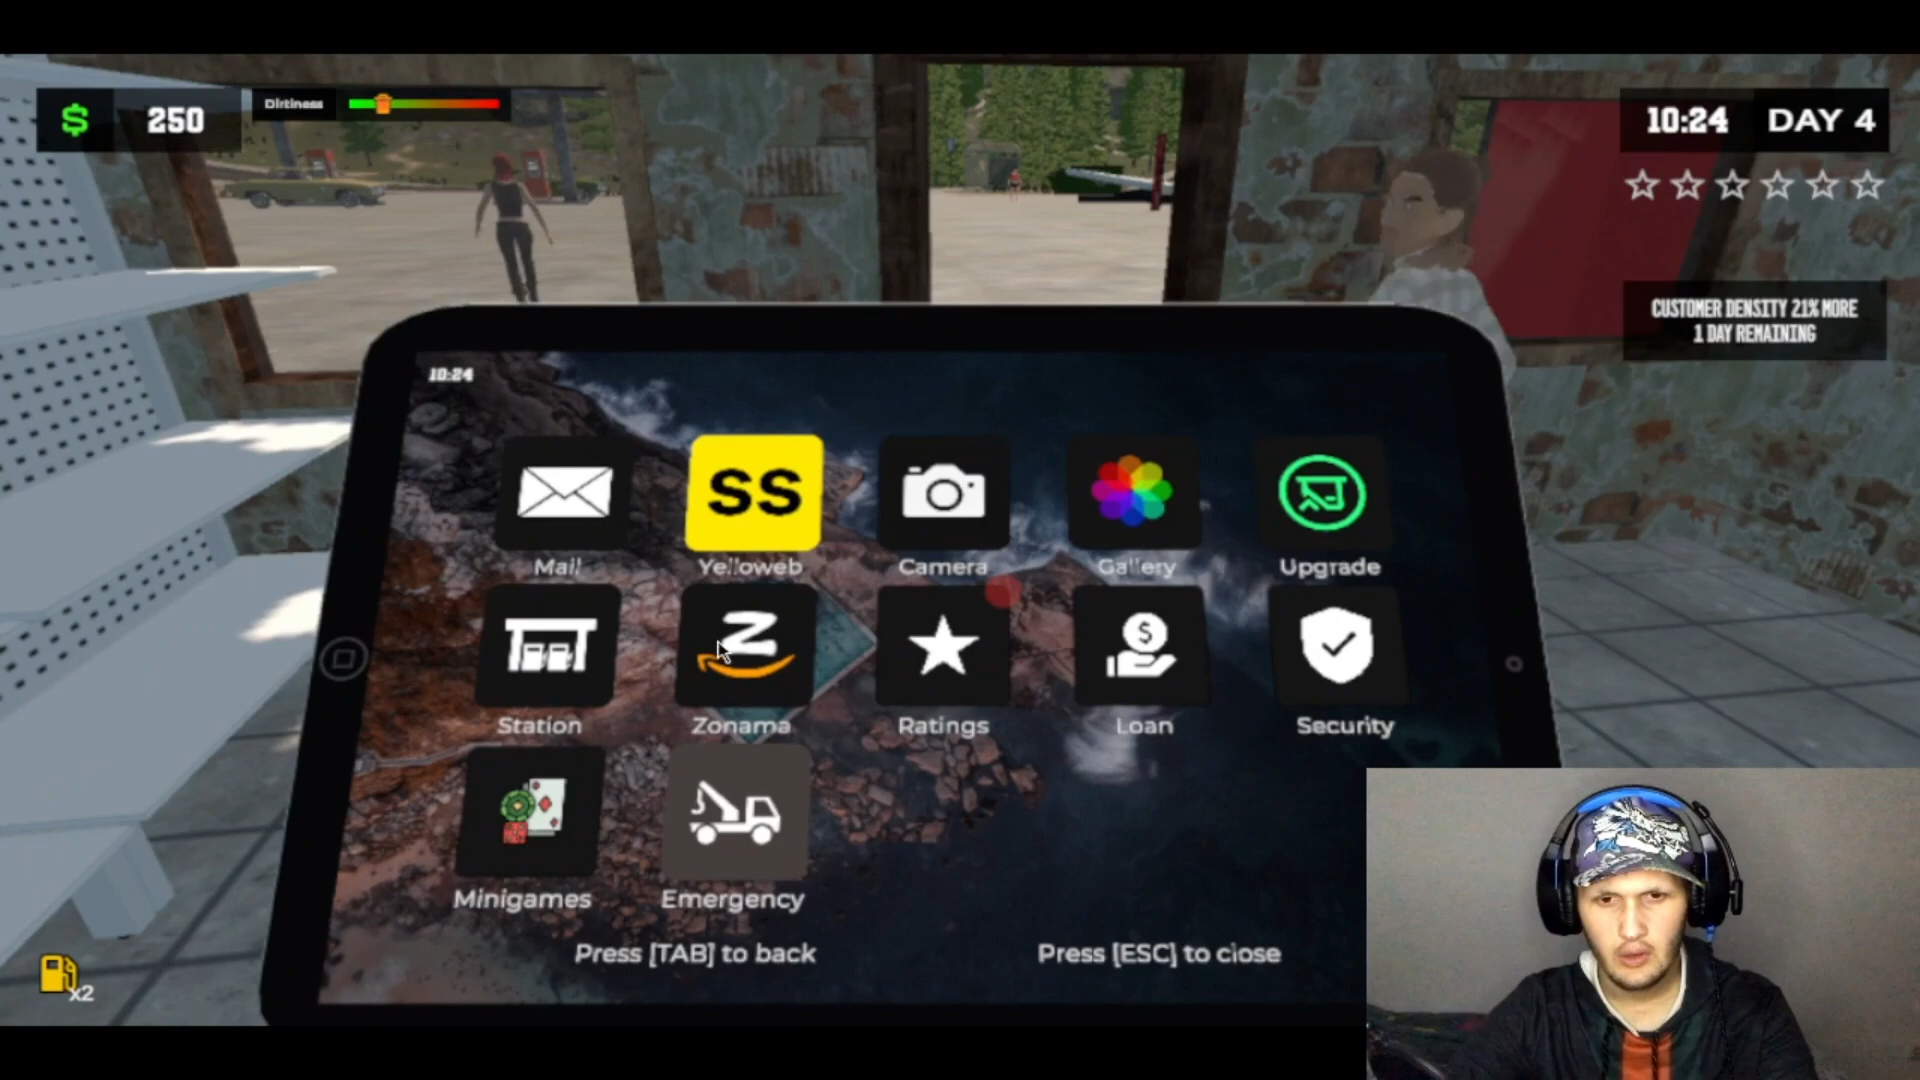 $ 250
Dirtiness
10:24 DAY 4
CUSTOMER DENSITY 21% MORE
1 DAY REMAINING
10:24
SS
Mail Yelloweb Camera Gallery Upgrade
Z
$
Station Zonama Ratings Loan Security
Minigames Emergency
Press [TAB] to back Press [ESC] to close
x2